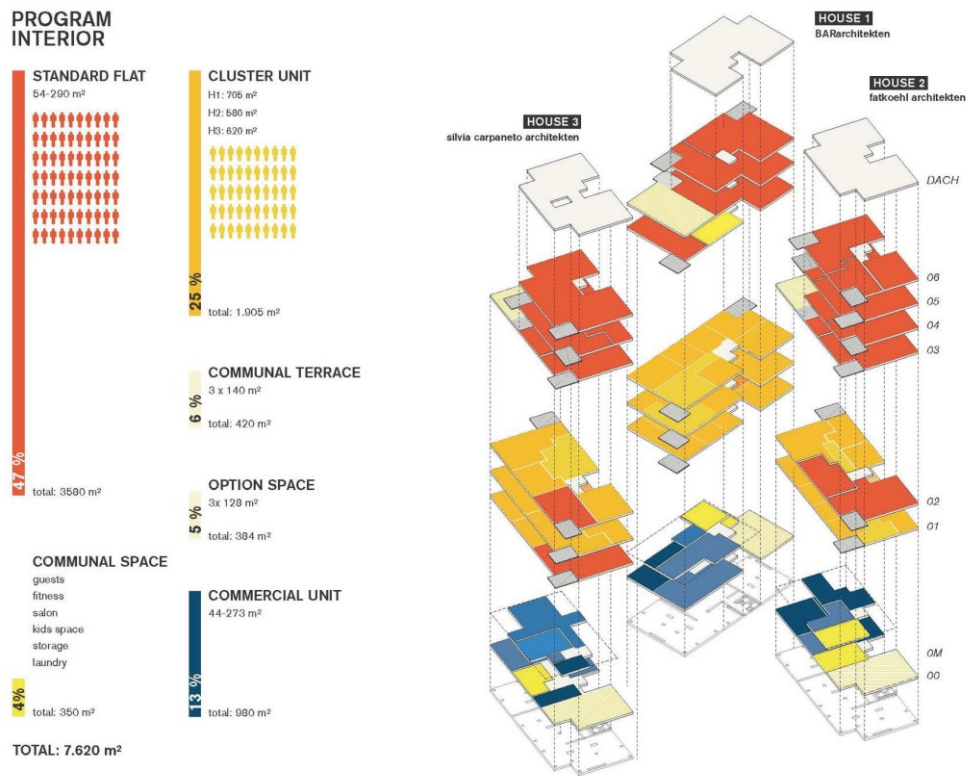 PROGRAM
INTERIOR
STANDARD FLAT
54-290 m²
47 %
total: 3580 m²
CLUSTER UNIT
H1: 705 m²
H2: 580 m²
H3: 620 m²
25 %
total: 1.905 m²
COMMUNAL TERRACE
3 x 140 m²
6 %
total: 420 m²
OPTION SPACE
3x 128 m²
5 %
total: 384 m²
COMMUNAL SPACE
guests
fitness
salon
kids space
storage
laundry
4%
total: 350 m²
COMMERCIAL UNIT
44-273 m²
13 %
total: 980 m²
TOTAL: 7.620 m²
HOUSE 1
BARarchitekten
HOUSE 2
fatkoehl architekten
HOUSE 3
silvia carpaneto architekten
DACH
06
05
04
03
02
01
0M
00